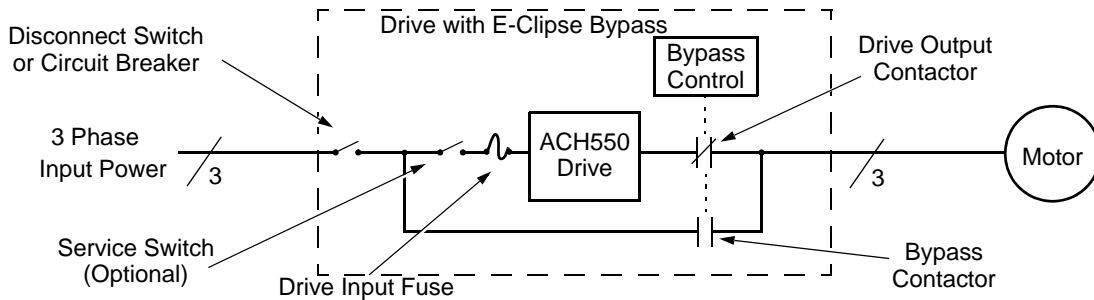 Drive with E-Clipse Bypass
Disconnect Switch
or Circuit Breaker
Bypass
Control
Drive Output
Contactor
3 Phase
Input Power
3
ACH550
Drive
3
Motor
Service Switch
(Optional)
Drive Input Fuse
Bypass
Contactor